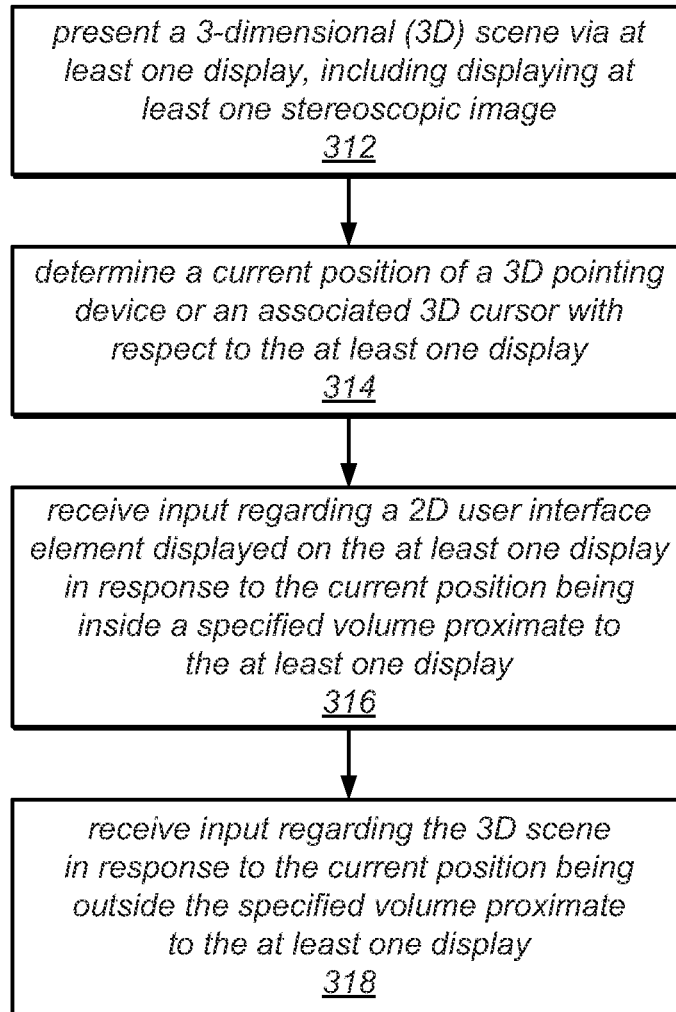 present a 3-dimensional (3D) scene via at
least one display, including displaying at
least one stereoscopic image
312
determine a current position of a 3D pointing
device or an associated 3D cursor with
respect to the at least one display
314
receive input regarding a 2D user interface
element displayed on the at least one display
in response to the current position being
inside a specified volume proximate to
the at least one display
316
receive input regarding the 3D scene
in response to the current position being
outside the specified volume proximate
to the at least one display
318